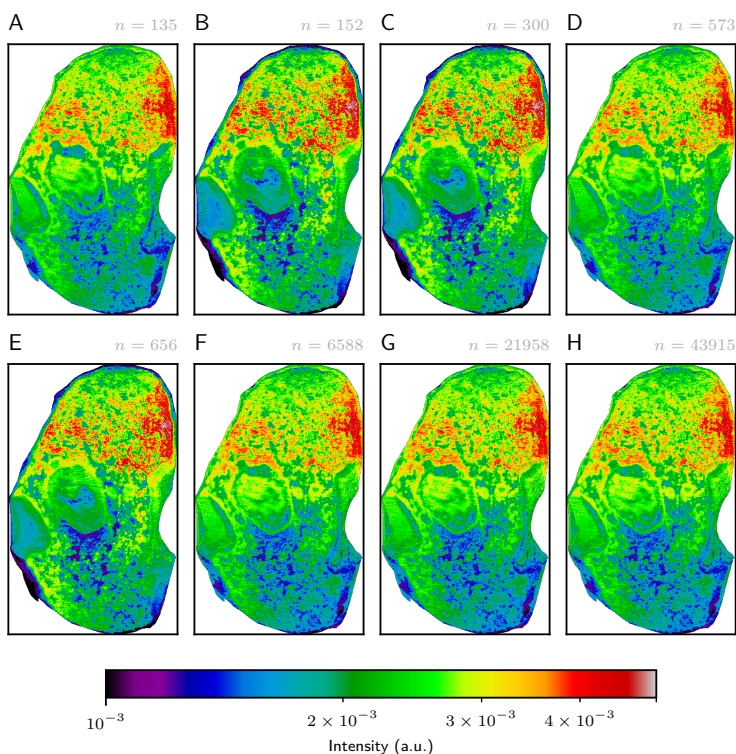 A n = 135 B n = 152 C n = 300 D n = 573
E n = 656 F n = 6588 G n = 21958 H n = 43915
10⁻³ 2 × 10⁻³ 3 × 10⁻³ 4 × 10⁻³
Intensity (a.u.)